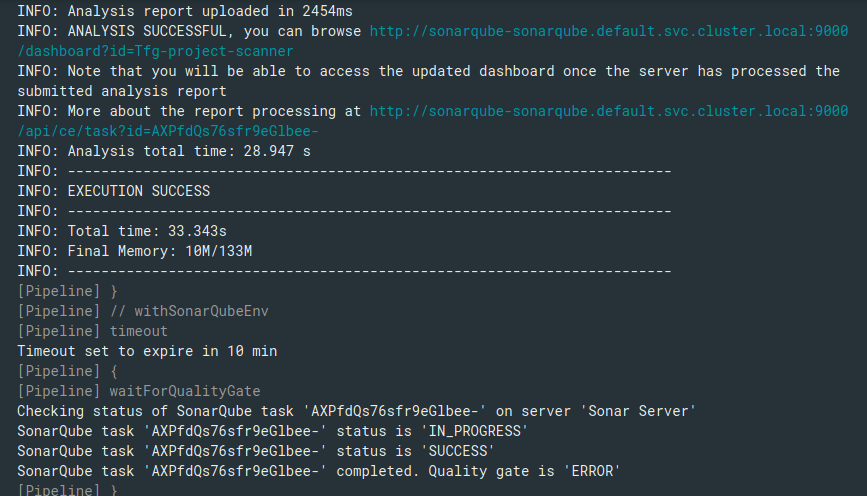 INFO: Analysis report uploaded in 2454ms
INFO: ANALYSIS SUCCESSFUL, you can browse http://sonarqube-sonarqube.default.svc.cluster.local:9000
/dashboard?id=Tfg-project-scanner
INFO: Note that you will be able to access the updated dashboard once the server has processed the
submitted analysis report
INFO: More about the report processing at http://sonarqube-sonarqube.default.svc.cluster.local:9000
/api/ce/task?id=AXPfdQs76sfr9eGlbee-
INFO: Analysis total time: 28.947 s
INFO: ------------------------------------------------------------------------
INFO: EXECUTION SUCCESS
INFO: ------------------------------------------------------------------------
INFO: Total time: 33.343s
INFO: Final Memory: 10M/133M
INFO: ------------------------------------------------------------------------
[Pipeline] }
[Pipeline] // withSonarQubeEnv
[Pipeline] timeout
Timeout set to expire in 10 min
[Pipeline] {
[Pipeline] waitForQualityGate
Checking status of SonarQube task 'AXPfdQs76sfr9eGlbee-' on server 'Sonar Server'
SonarQube task 'AXPfdQs76sfr9eGlbee-' status is 'IN_PROGRESS'
SonarQube task 'AXPfdQs76sfr9eGlbee-' status is 'SUCCESS'
SonarQube task 'AXPfdQs76sfr9eGlbee-' completed. Quality gate is 'ERROR'
[Pipeline] }